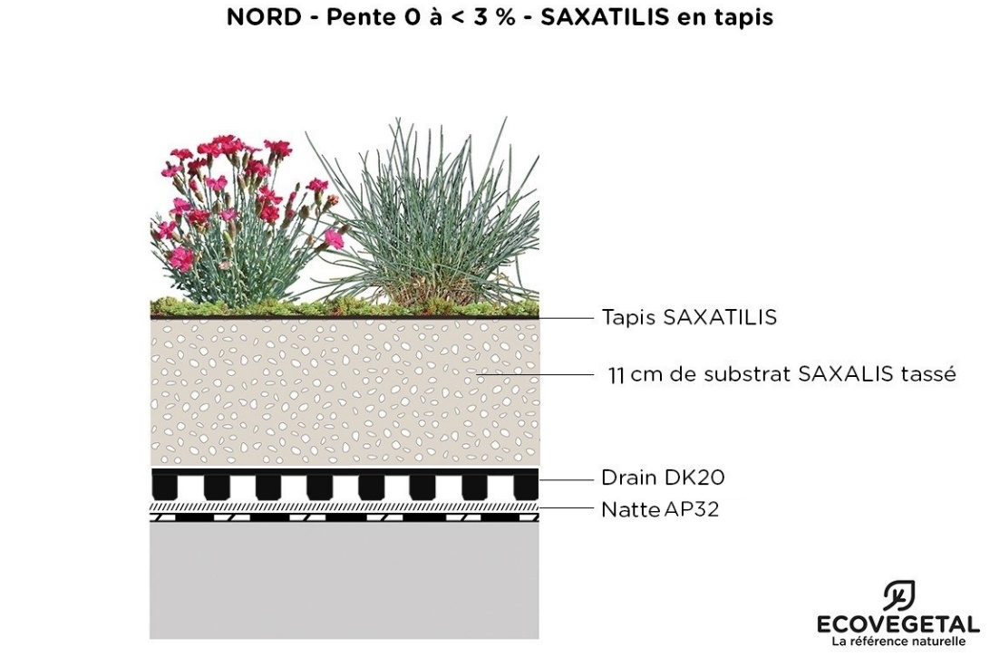 NORD - Pente 0 à < 3 % - SAXATILIS en tapis
Tapis SAXATILIS
11 cm de substrat SAXALIS tassé
Drain DK20
Natte AP32
ECOVEGETAL
La référence naturelle